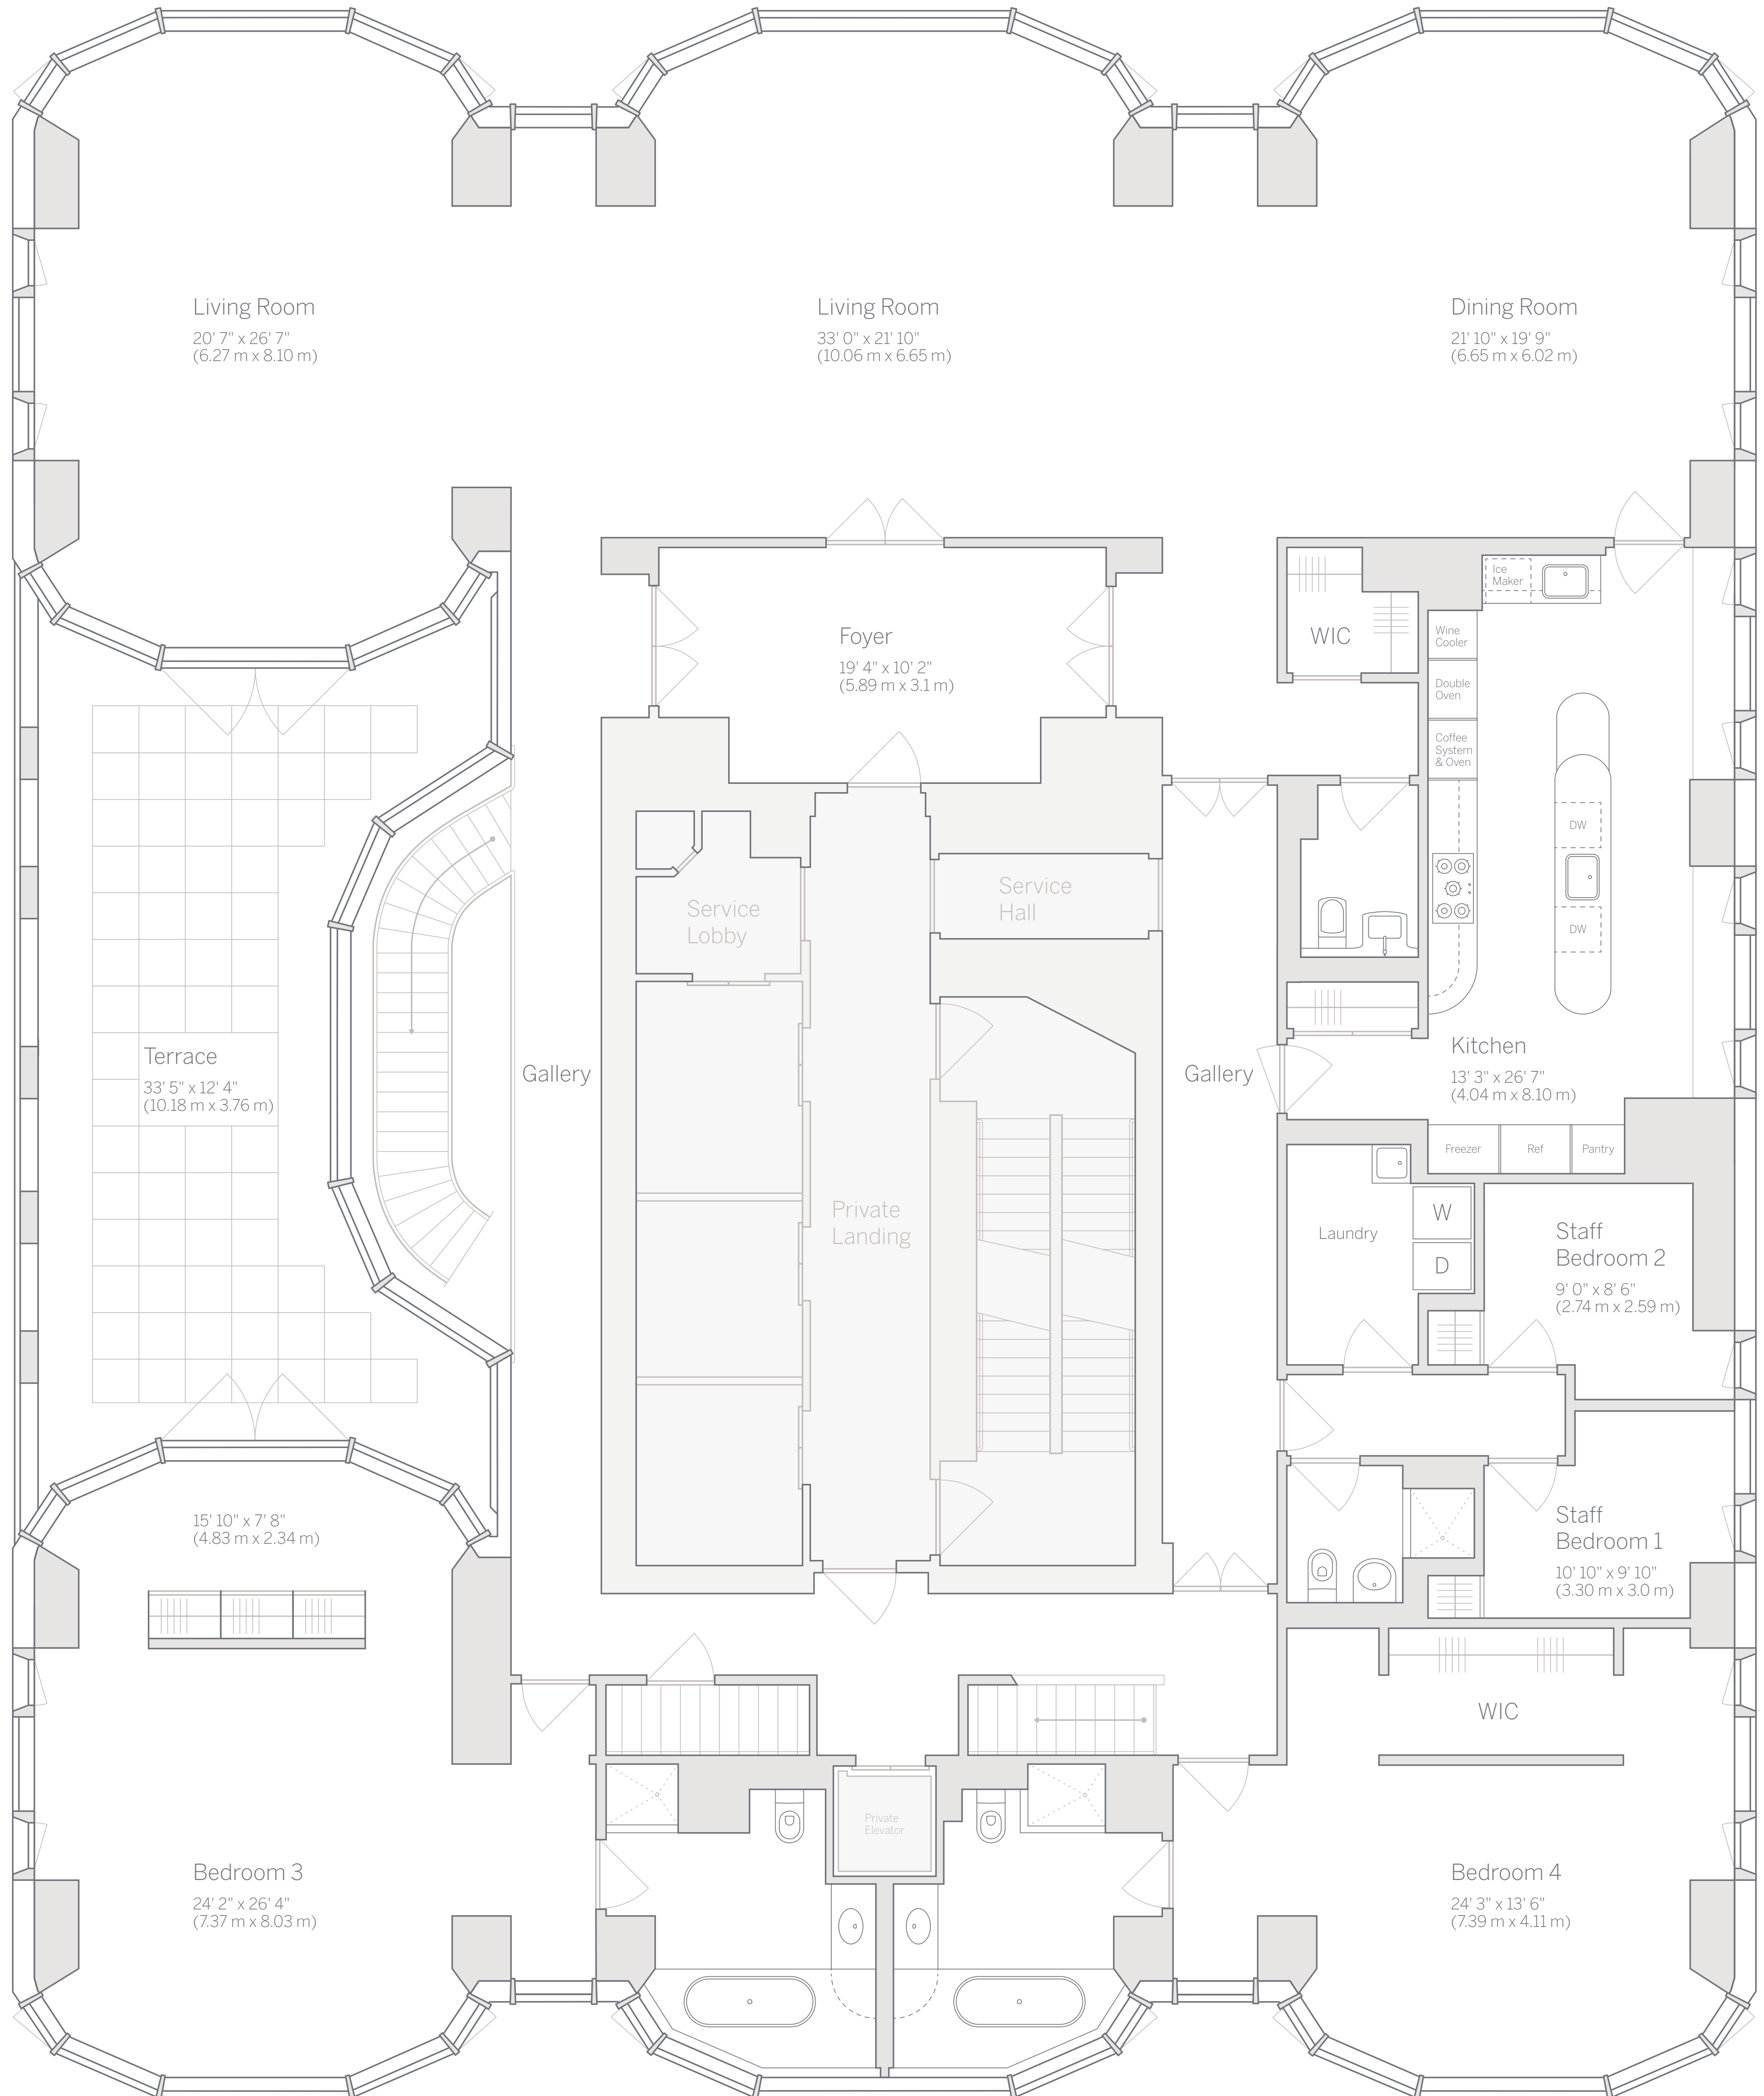 Living Room
20' 7" x 26' 7"
(6.27 m x 8.10 m)
Living Room
33' 0" x 21' 10"
(10.06 m x 6.65 m)
Dining Room
21' 10" x 19' 9"
(6.65 m x 6.02 m)
Ice
Maker
Foyer
19' 4" x 10' 2"
(5.89 m x 3.1 m)
WIC
Wine
Cooler
Double
Oven
Coffee
System
& Oven
DW
DW
Service
Lobby
Service
Hall
Terrace
33' 5" x 12' 4"
(10.18 m x 3.76 m)
Gallery
Gallery
Kitchen
13' 3" x 26' 7"
(4.04 m x 8.10 m)
Freezer
Ref
Pantry
Private
Landing
Laundry
W
D
Staff
Bedroom 2
9' 0" x 8' 6"
(2.74 m x 2.59 m)
15' 10" x 7' 8"
(4.83 m x 2.34 m)
Staff
Bedroom 1
10' 10" x 9' 10"
(3.30 m x 3.0 m)
WIC
Private
Elevator
Bedroom 3
24' 2" x 26' 4"
(7.37 m x 8.03 m)
Bedroom 4
24' 3" x 13' 6"
(7.39 m x 4.11 m)